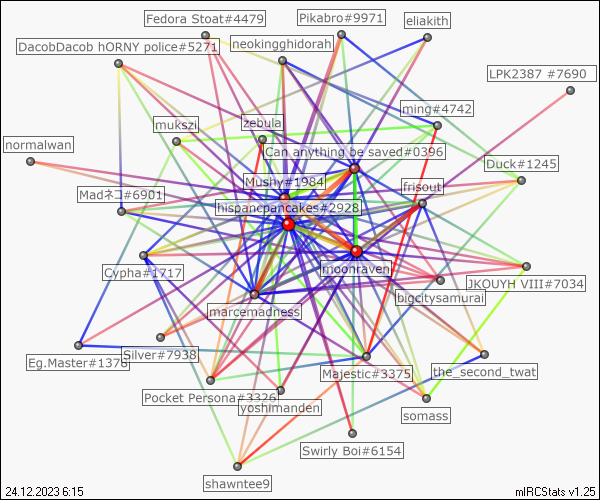 Fedora Stoat#4479
Pikabro#9971
eliakith
DacobDacob hORNY police#5271
neokingghidorah
LPK2387 #7690
ming#4742
zebula
mukszi
normalwan
Can anything be saved#0396
Duck#1245
Mushy#1984
frisout
Madネコ#6901
hispancpancakes#2928
Cypha#1717
moonraven
JKOUYH VIII#7034
bigcitysamurai
marcemadness
Eg.Master#1378
Silver#7938
Majestic#3375
the_second_twat
Pocket Persona#3326
yoshimanden
somass
Swirly Boi#6154
shawntee9
24.12.2023 6:15
mIRCStats v1.25